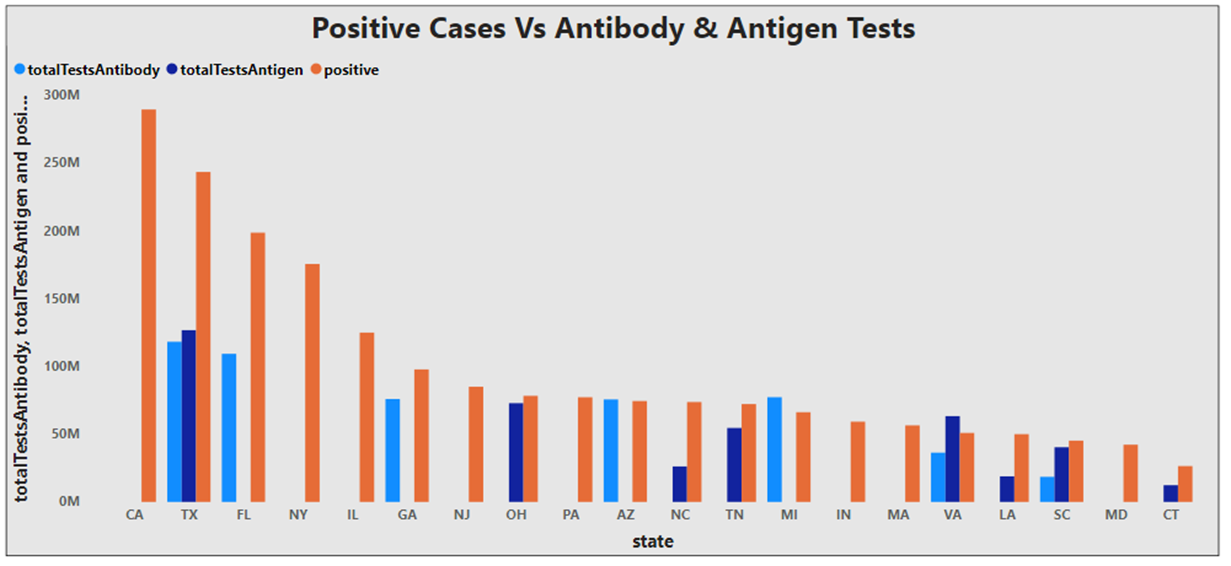 Positive Cases Vs Antibody & Antigen Tests
totalTestsAntibody totalTestsAntigen positive
totalTestsAntibody, totalTestsAntigen and posi...
300M
250M
200M
150M
100M
50M
0M
CA TX FL NY IL GA NJ OH PA AZ NC TN MI IN MA VA LA SC MD CT
state